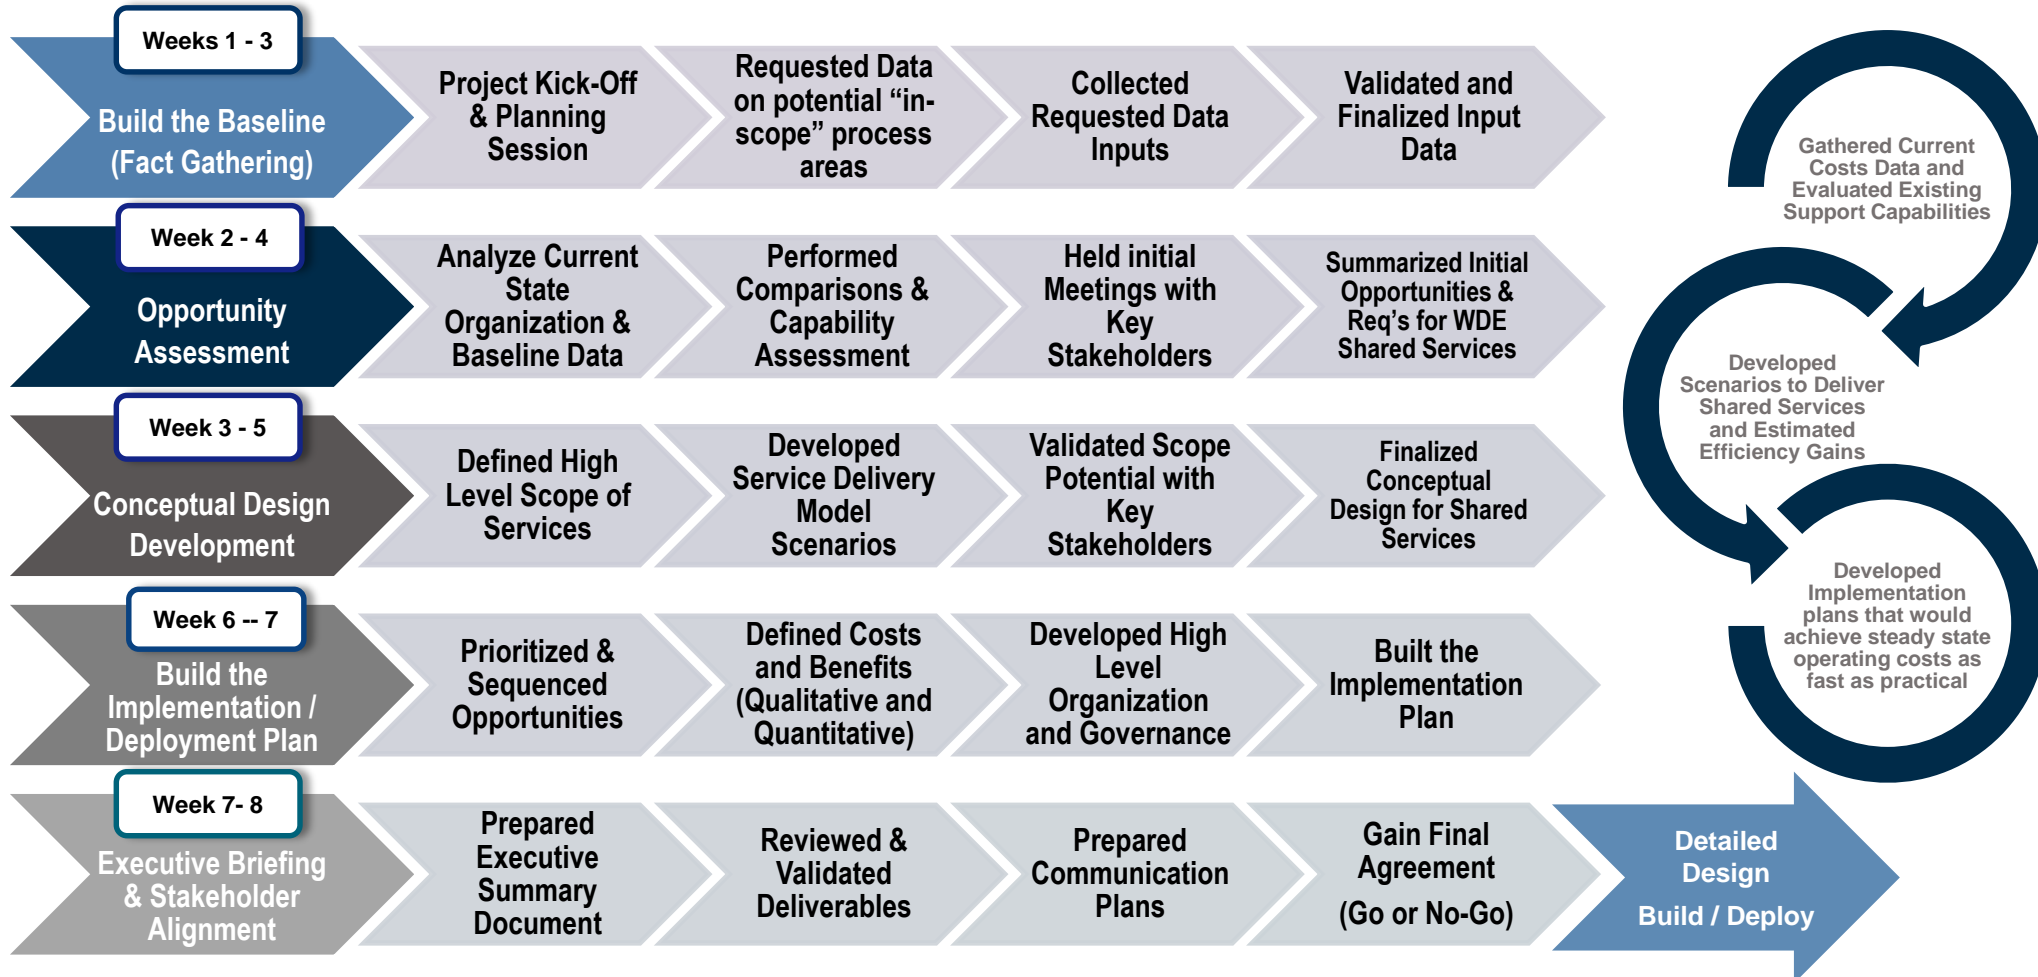 Weeks 1 - 3
Build the Baseline
(Fact Gathering)
Project Kick-Off
& Planning
Session
Requested Data
on potential “in-
scope” process
areas
Collected
Requested Data
Inputs
Validated and
Finalized Input
Data
Week 2 - 4
Opportunity
Assessment
Analyze Current
State
Organization &
Baseline Data
Performed
Comparisons &
Capability
Assessment
Held initial
Meetings with
Key
Stakeholders
Summarized Initial
Opportunities &
Req’s for WDE
Shared Services
Week 3 - 5
Conceptual Design
Development
Defined High
Level Scope of
Services
Developed
Service Delivery
Model
Scenarios
Validated Scope
Potential with
Key
Stakeholders
Finalized
Conceptual
Design for Shared
Services
Week 6 -- 7
Build the
Implementation /
Deployment Plan
Prioritized &
Sequenced
Opportunities
Defined Costs
and Benefits
(Qualitative and
Quantitative)
Developed High
Level
Organization
and Governance
Built the
Implementation
Plan
Week 7- 8
Executive Briefing
& Stakeholder
Alignment
Prepared
Executive
Summary
Document
Reviewed &
Validated
Deliverables
Prepared
Communication
Plans
Gain Final
Agreement
(Go or No-Go)
Detailed
Design
Build / Deploy
Gathered Current
Costs Data and
Evaluated Existing
Support Capabilities
Developed
Scenarios to Deliver
Shared Services
and Estimated
Efficiency Gains
Developed
Implementation
plans that would
achieve steady state
operating costs as
fast as practical